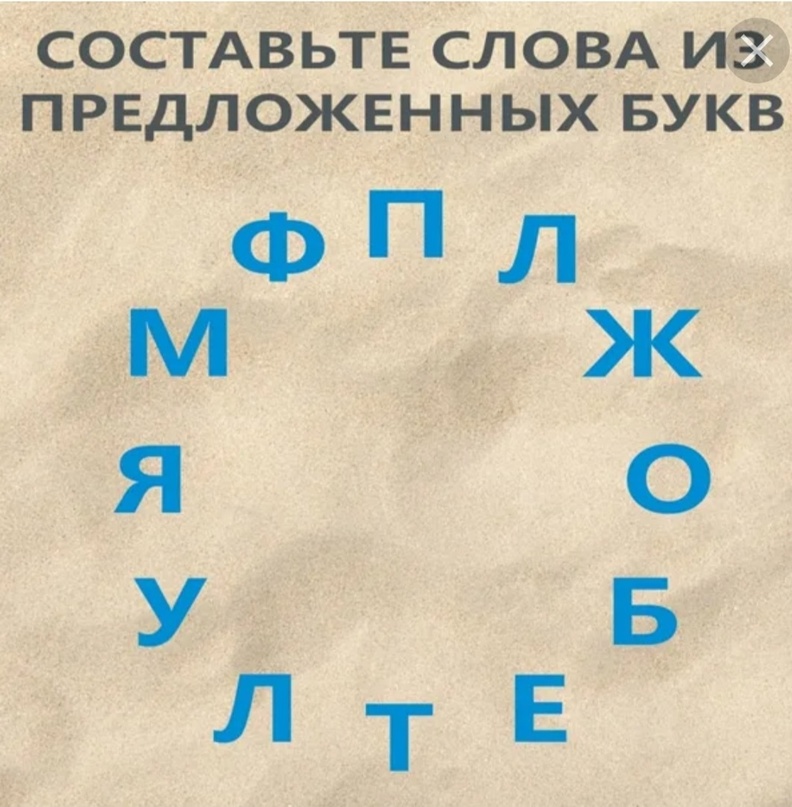 СОСТАВЬТЕ СЛОВА ИЗ
ПРЕДЛОЖЕННЫХ БУКВ
Ф П Л
М Ж
Я О
У Б
Л Т Е